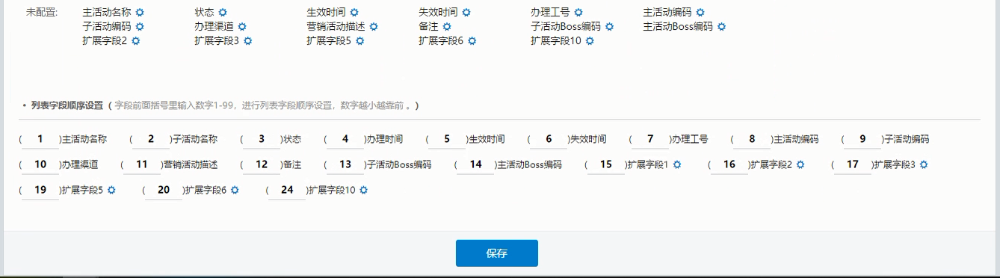 未配置: 主活动名称 状态 生效时间 失效时间 办理工号 主活动编码
子活动编码 办理渠道 营销活动描述 备注 子活动Boss编码 主活动Boss编码
扩展字段2 扩展字段3 扩展字段5 扩展字段6 扩展字段10
• 列表字段顺序设置 ( 字段前面括号里输入数字1-99，进行列表字段顺序设置，数字越小越靠前 。)
( 1 )主活动名称 ( 2 )子活动名称 ( 3 )状态 ( 4 )办理时间 ( 5 )生效时间 ( 6 )失效时间 ( 7 )办理工号 ( 8 )主活动编码 ( 9 )子活动编码
( 10 )办理渠道 ( 11 )营销活动描述 ( 12 )备注 ( 13 )子活动Boss编码 ( 14 )主活动Boss编码 ( 15 )扩展字段1 ( 16 )扩展字段2 ( 17 )扩展字段3
( 19 )扩展字段5 ( 20 )扩展字段6 ( 24 )扩展字段10
保存